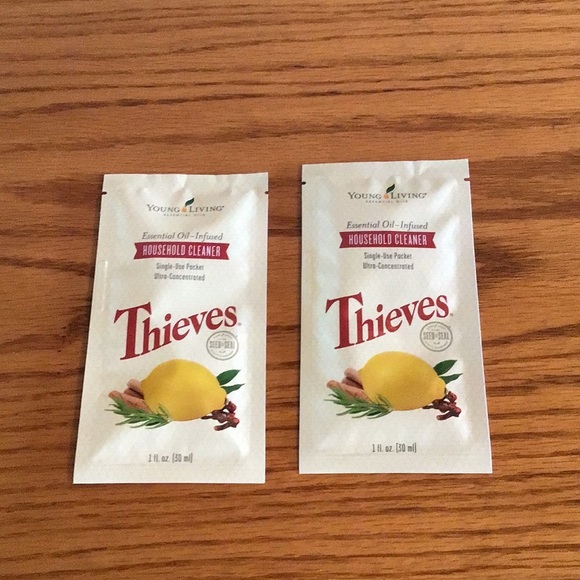 YOUNG LIVING
ESSENTIAL OILS
Essential Oil-Infused
HOUSEHOLD CLEANER
Single-Use Packet
Ultra-Concentrated
Thieves®
SEED TO SEAL
1 fl. oz. (30 ml)
YOUNG LIVING®
ESSENTIAL OILS
Essential Oil-Infused
HOUSEHOLD CLEANER
Single-Use Packet
Ultra-Concentrated
Thieves®
SEED TO SEAL
1 fl. oz. (30 ml)